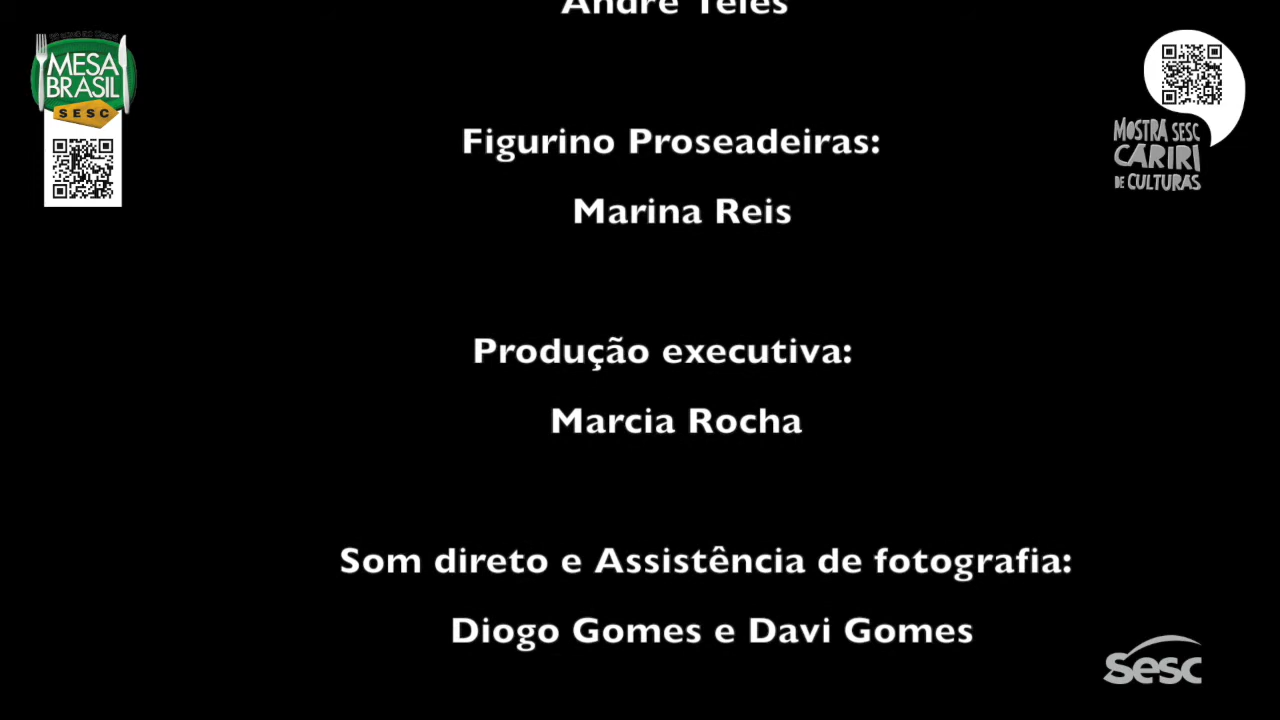 André Teles
MESA
BRASIL
SESC
MOSTRA SESC
CARIRI
DE CULTURAS
Figurino Proseadeiras:
Marina Reis
Produção executiva:
Marcia Rocha
Som direto e Assistência de fotografia:
Diogo Gomes e Davi Gomes
Sesc